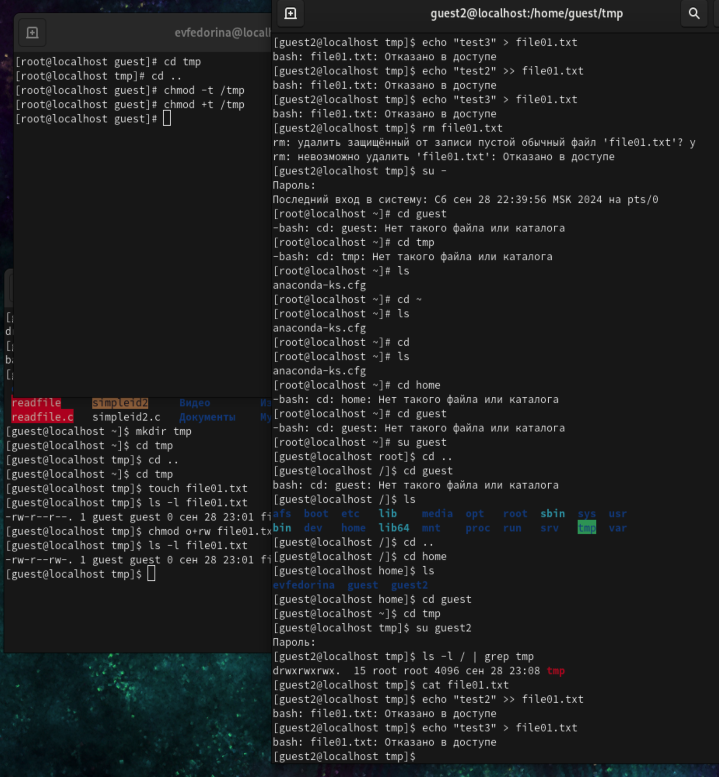 evfedorina@local
[root@localhost guest]# cd tmp
[root@localhost tmp]# cd ..
[root@localhost guest]# chmod -t /tmp
[root@localhost guest]# chmod +t /tmp
[root@localhost guest]#
readfile simpleid2 Видео
readfile.c simpleid2.c Документы
[guest@localhost ~]$ mkdir tmp
[guest@localhost ~]$ cd tmp
[guest@localhost tmp]$ cd ..
[guest@localhost ~]$ cd tmp
[guest@localhost tmp]$ touch file01.txt
[guest@localhost tmp]$ ls -l file01.txt
-rw-r--r--. 1 guest guest 0 сен 28 23:01 fi
[guest@localhost tmp]$ chmod o+rw file01.tx
[guest@localhost tmp]$ ls -l file01.txt
-rw-r--rw-. 1 guest guest 0 сен 28 23:01 fi
[guest@localhost tmp]$
guest2@localhost:/home/guest/tmp
[guest2@localhost tmp]$ echo "test3" > file01.txt
bash: file01.txt: Отказано в доступе
[guest2@localhost tmp]$ echo "test2" >> file01.txt
bash: file01.txt: Отказано в доступе
[guest2@localhost tmp]$ echo "test3" > file01.txt
bash: file01.txt: Отказано в доступе
[guest2@localhost tmp]$ rm file01.txt
rm: удалить защищённый от записи пустой обычный файл 'file01.txt'? y
rm: невозможно удалить 'file01.txt': Отказано в доступе
[guest2@localhost tmp]$ su -
Пароль:
Последний вход в систему: Сб сен 28 22:39:56 MSK 2024 на pts/0
[root@localhost ~]# cd guest
-bash: cd: guest: Нет такого файла или каталога
[root@localhost ~]# cd tmp
-bash: cd: tmp: Нет такого файла или каталога
[root@localhost ~]# ls
anaconda-ks.cfg
[root@localhost ~]# cd ~
[root@localhost ~]# ls
anaconda-ks.cfg
[root@localhost ~]# cd
[root@localhost ~]# ls
anaconda-ks.cfg
[root@localhost ~]# cd home
-bash: cd: home: Нет такого файла или каталога
[root@localhost ~]# cd guest
-bash: cd: guest: Нет такого файла или каталога
[root@localhost ~]# su guest
[guest@localhost root]$ cd ..
[guest@localhost /]$ cd guest
bash: cd: guest: Нет такого файла или каталога
[guest@localhost /]$ ls
afs boot etc lib media opt root sbin sys usr
bin dev home lib64 mnt proc run srv tmp var
[guest@localhost /]$ cd ..
[guest@localhost /]$ cd home
[guest@localhost home]$ ls
evfedorina guest guest2
[guest@localhost home]$ cd guest
[guest@localhost ~]$ cd tmp
[guest@localhost tmp]$ su guest2
Пароль:
[guest2@localhost tmp]$ ls -l / | grep tmp
drwxrwxrwx. 15 root root 4096 сен 28 23:08 tmp
[guest2@localhost tmp]$ cat file01.txt
[guest2@localhost tmp]$ echo "test2" >> file01.txt
bash: file01.txt: Отказано в доступе
[guest2@localhost tmp]$ echo "test3" > file01.txt
bash: file01.txt: Отказано в доступе
[guest2@localhost tmp]$